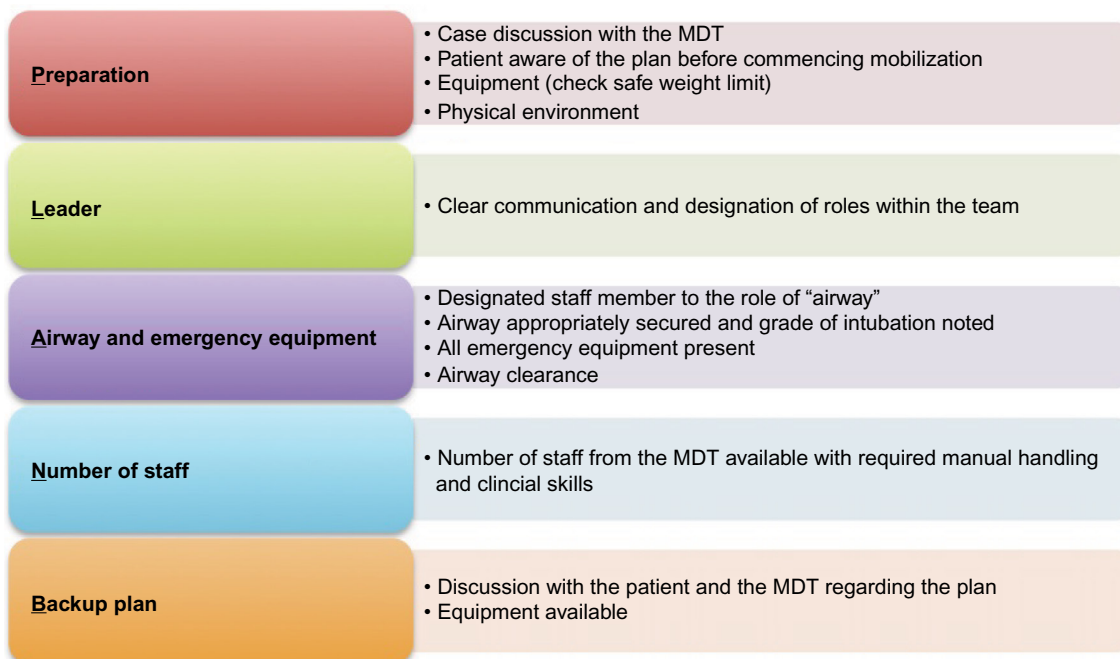 Preparation
• Case discussion with the MDT
• Patient aware of the plan before commencing mobilization
• Equipment (check safe weight limit)
• Physical environment
Leader
• Clear communication and designation of roles within the team
Airway and emergency equipment
• Designated staff member to the role of “airway”
• Airway appropriately secured and grade of intubation noted
• All emergency equipment present
• Airway clearance
Number of staff
• Number of staff from the MDT available with required manual handling
and clincial skills
Backup plan
• Discussion with the patient and the MDT regarding the plan
• Equipment available